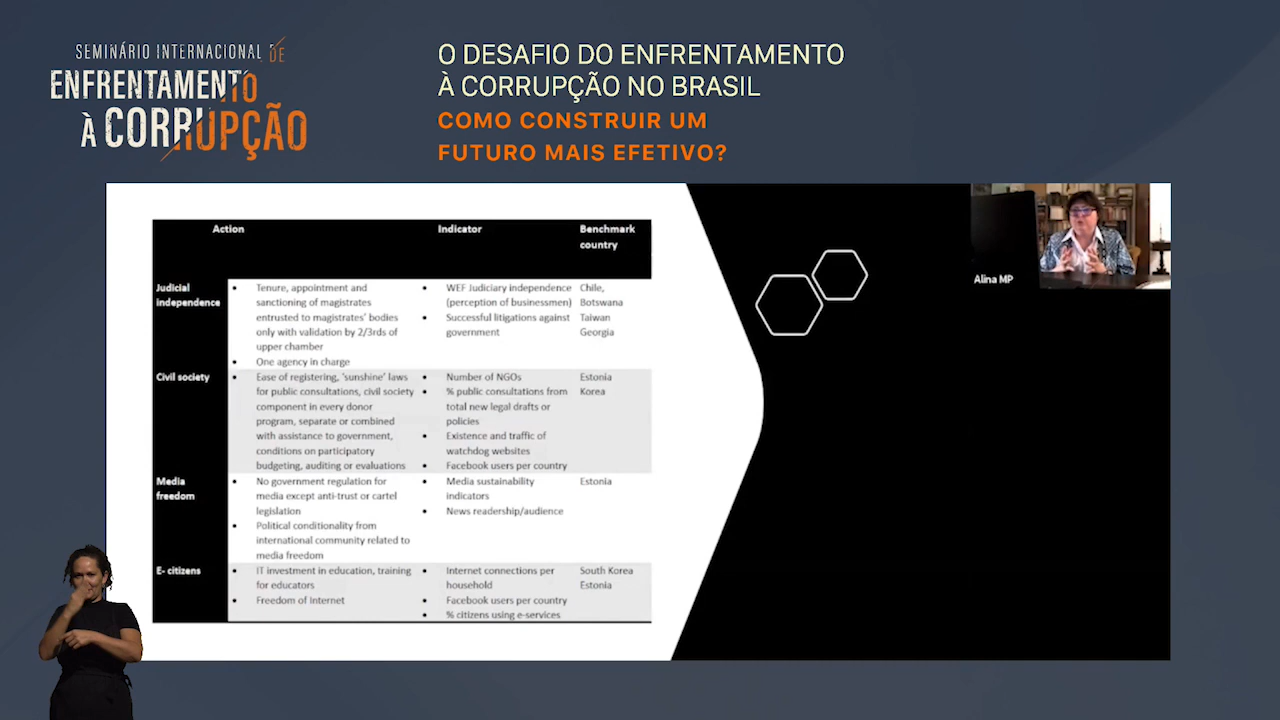 SEMINÁRIO INTERNACIONAL DE
ENFRENTAMENTO
À CORRUPÇÃO
O DESAFIO DO ENFRENTAMENTO
À CORRUPÇÃO NO BRASIL
COMO CONSTRUIR UM
FUTURO MAIS EFETIVO?
Action Indicator Benchmark
country
Judicial
independence
• Tenure, appointment and
sanctioning of magistrates
entrusted to magistrates' bodies
only with validation by 2/3rds of
upper chamber
• One agency in charge
• WEF Judiciary independence
(perception of businessmen)
• Successful litigations against
government
Chile,
Botswana
Taiwan
Georgia
Civil society
• Ease of registering, 'sunshine' laws
for public consultations, civil society
component in every donor
program, separate or combined
with assistance to government,
conditions on participatory
budgeting, auditing or evaluations
• Number of NGOs
• % public consultations from
total new legal drafts or
policies
• Existence and traffic of
watchdog websites
• Facebook users per country
Estonia
Korea
Media
freedom
• No government regulation for
media except anti-trust or cartel
legislation
• Political conditionality from
international community related to
media freedom
• Media sustainability
indicators
• News readership/audience
Estonia
E- citizens
• IT investment in education, training
for educators
• Freedom of Internet
• Internet connections per
household
• Facebook users per country
• % citizens using e-services
South Korea
Estonia
Alina MP